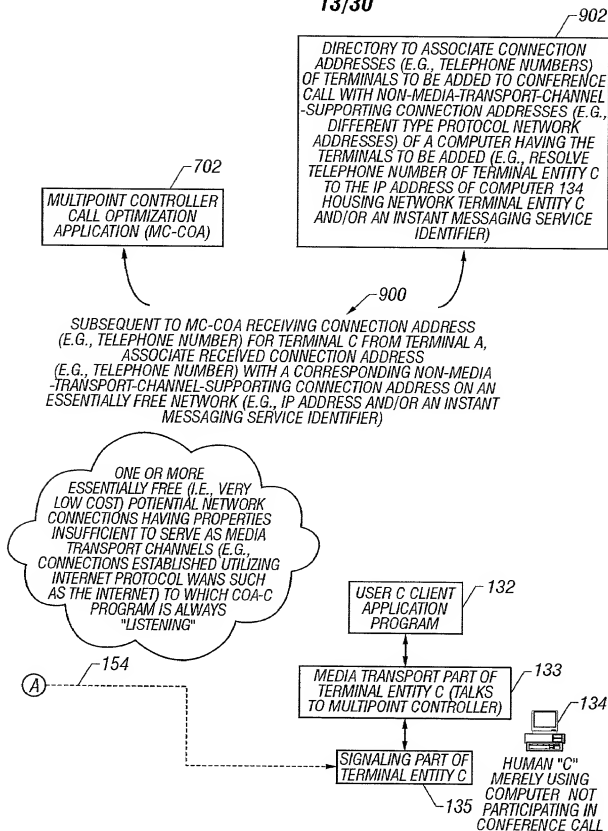 13/30
902
DIRECTORY TO ASSOCIATE CONNECTION
ADDRESSES (E.G., TELEPHONE NUMBERS)
OF TERMINALS TO BE ADDED TO CONFERENCE
CALL WITH NON-MEDIA-TRANSPORT-CHANNEL
-SUPPORTING CONNECTION ADDRESSES (E.G.,
DIFFERENT TYPE PROTOCOL NETWORK
ADDRESSES) OF A COMPUTER HAVING THE
TERMINALS TO BE ADDED (E.G., RESOLVE
TELEPHONE NUMBER OF TERMINAL ENTITY C
TO THE IP ADDRESS OF COMPUTER 134
HOUSING NETWORK TERMINAL ENTITY C
AND/OR AN INSTANT MESSAGING SERVICE
IDENTIFIER)
702
MULTIPOINT CONTROLLER
CALL OPTIMIZATION
APPLICATION (MC-COA)
900
SUBSEQUENT TO MC-COA RECEIVING CONNECTION ADDRESS
(E.G., TELEPHONE NUMBER) FOR TERMINAL C FROM TERMINAL A,
ASSOCIATE RECEIVED CONNECTION ADDRESS
(E.G., TELEPHONE NUMBER) WITH A CORRESPONDING NON-MEDIA
-TRANSPORT-CHANNEL-SUPPORTING CONNECTION ADDRESS ON AN
ESSENTIALLY FREE NETWORK (E.G., IP ADDRESS AND/OR AN INSTANT
MESSAGING SERVICE IDENTIFIER)
ONE OR MORE
ESSENTIALLY FREE (I.E., VERY
LOW COST) POTIENTIAL NETWORK
CONNECTIONS HAVING PROPERTIES
INSUFFICIENT TO SERVE AS MEDIA
TRANSPORT CHANNELS (E.G.,
CONNECTIONS ESTABLISHED UTILIZING
INTERNET PROTOCOL WANS SUCH
AS THE INTERNET) TO WHICH COA-C
PROGRAM IS ALWAYS
"LISTENING"
USER C CLIENT
APPLICATION
PROGRAM
132
A
154
MEDIA TRANSPORT PART OF
TERMINAL ENTITY C (TALKS
TO MULTIPOINT CONTROLLER)
133
134
SIGNALING PART OF
TERMINAL ENTITY C
135
HUMAN "C"
MERELY USING
COMPUTER NOT
PARTICIPATING IN
CONFERENCE CALL